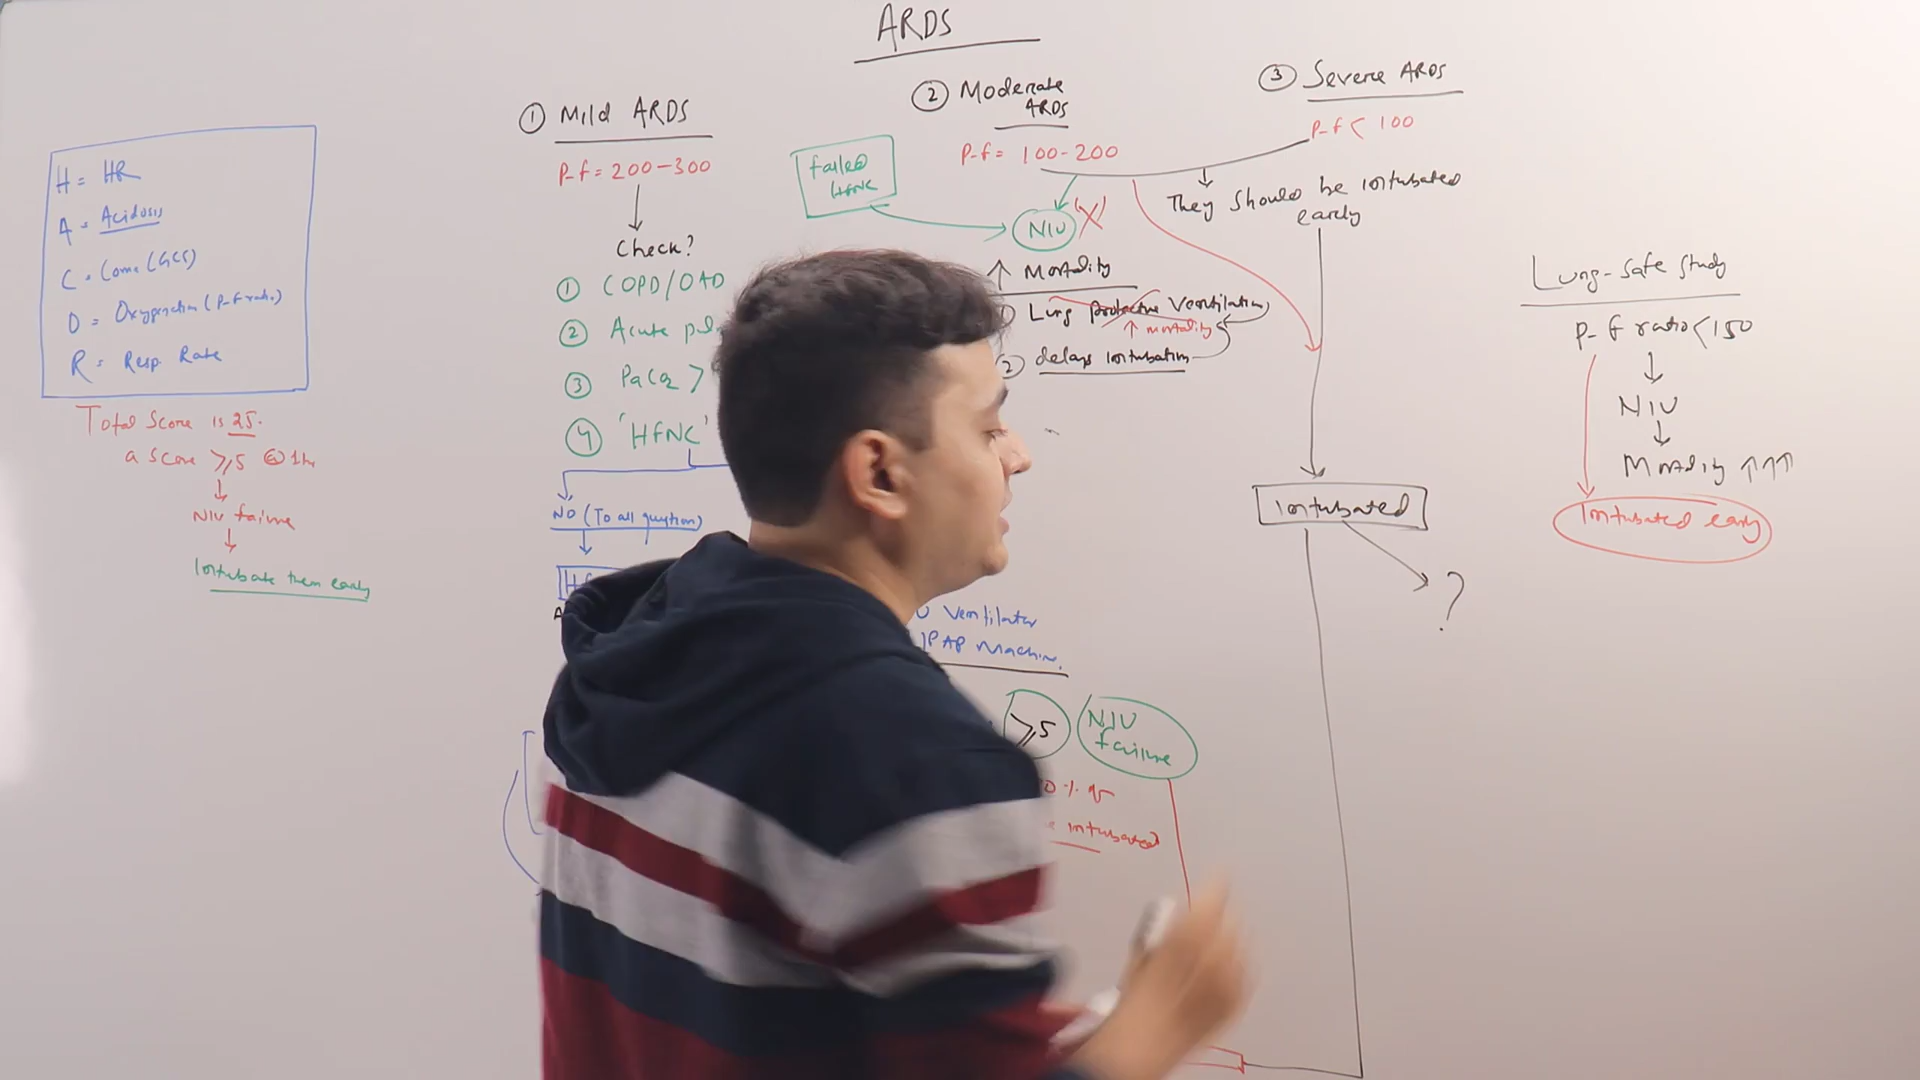 ARDS
H = HR
A = Acidosis
C = Coma (GCS)
O = Oxygenation (P-F ratio)
R = Resp. Rate
Total Score is 25.
a Score ⩾5 @ 1hr
↓
NIV failure
↓
Intubate them early
① Mild ARDS
P-f = 200-300
↓
Check?
① COPD/OAD
② Acute
③ PaCO2 >
④ 'HFNC'
NO (To all question)
② Moderate
ARDS
P-f = 100-200
failed
HFNC
NIV (X)
↑ Mortality
Lung protective Ventilation
↑ mortality
2) delays intubation
Ventilator
PAP Machine.
⩾5
NIV
failure
0%
intubated
③ Severe ARDS
P-f < 100
They should be intubated
early
intubated
?
Lung-Safe Study
P-f ratio < 150
↓
NIV
↓
Mortality ↑↑↑
Intubated early